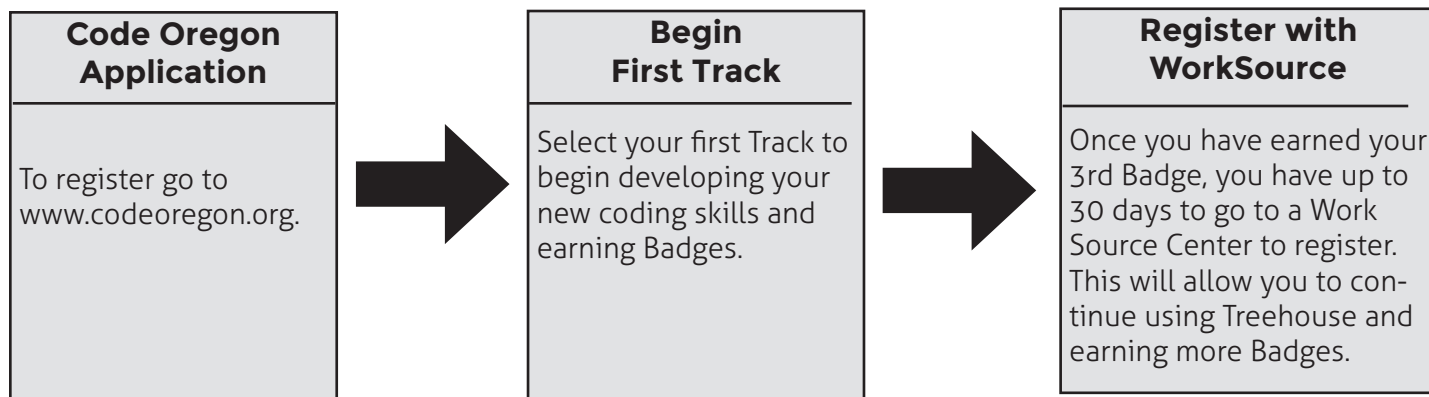 Code Oregon
Application
To register go to
www.codeoregon.org.
Begin
First Track
Select your first Track to
begin developing your
new coding skills and
earning Badges.
Register with
WorkSource
Once you have earned your
3rd Badge, you have up to
30 days to go to a Work
Source Center to register.
This will allow you to con-
tinue using Treehouse and
earning more Badges.